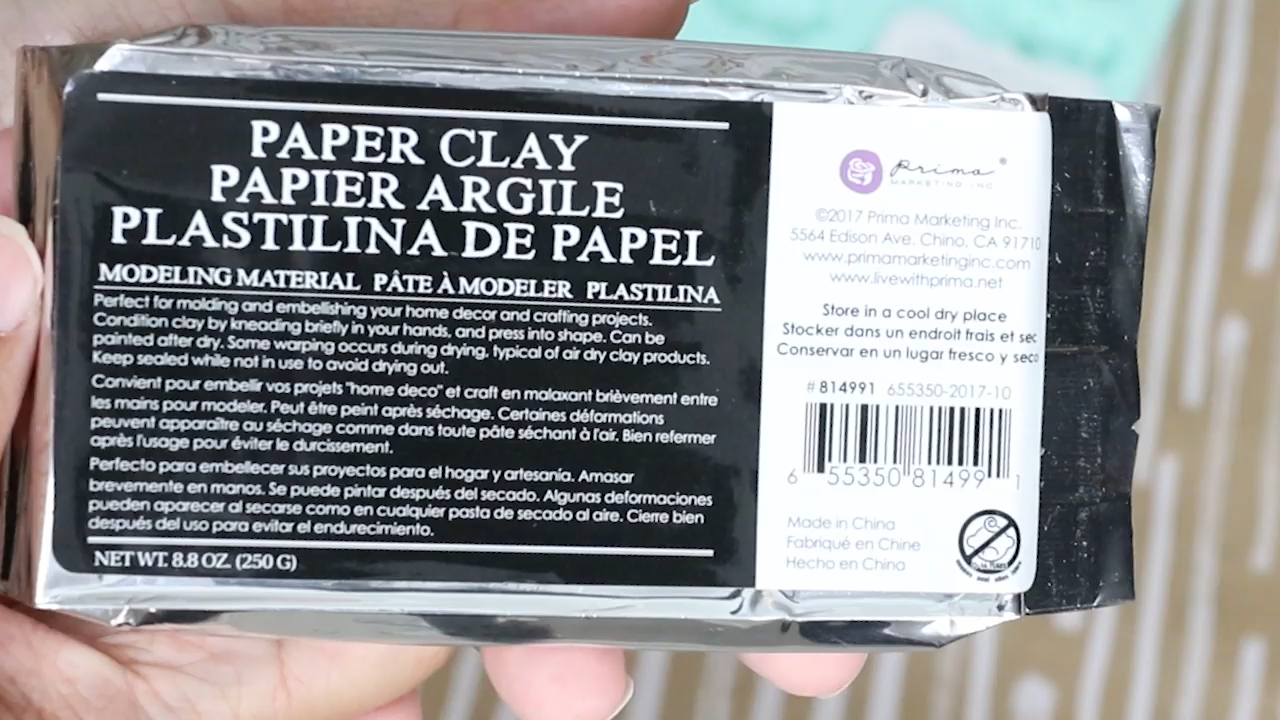 PAPER CLAY
PAPIER ARGILE
PLASTILINA DE PAPEL
MODELING MATERIAL PÂTE À MODELER PLASTILINA
Perfect for molding and embellishing your home decor and crafting projects.
Condition clay by kneading briefly in your hands, and press into shape. Can be
painted after dry. Some warping occurs during drying, typical of air dry clay products.
Keep sealed while not in use to avoid drying out.
Convient pour embellir vos projets "home deco" et craft en malaxant brièvement entre
les mains pour modeler. Peut être peint après séchage. Certaines déformations
peuvent apparaître au séchage comme dans toute pâte séchant à l'air. Bien refermer
après l'usage pour éviter le durcissement.
Perfecto para embellecer sus proyectos para el hogar y artesanía. Amasar
brevemente en manos. Se puede pintar después del secado. Algunas deformaciones
pueden aparecer al secarse como en cualquier pasta de secado al aire. Cierre bien
después del uso para evitar el endurecimiento.
NET WT. 8.8 OZ. (250 G)
prima®
MARKETING INC
©2017 Prima Marketing Inc.
5564 Edison Ave. Chino, CA 91710
www.primamarketinginc.com
www.livewithprima.net
Store in a cool dry place
Stocker dans un endroit frais et sec
Conservar en un lugar fresco y seco
# 814991 655350-2017-10
6 55350 81499 1
Made in China
Fabriqué en Chine
Hecho en China